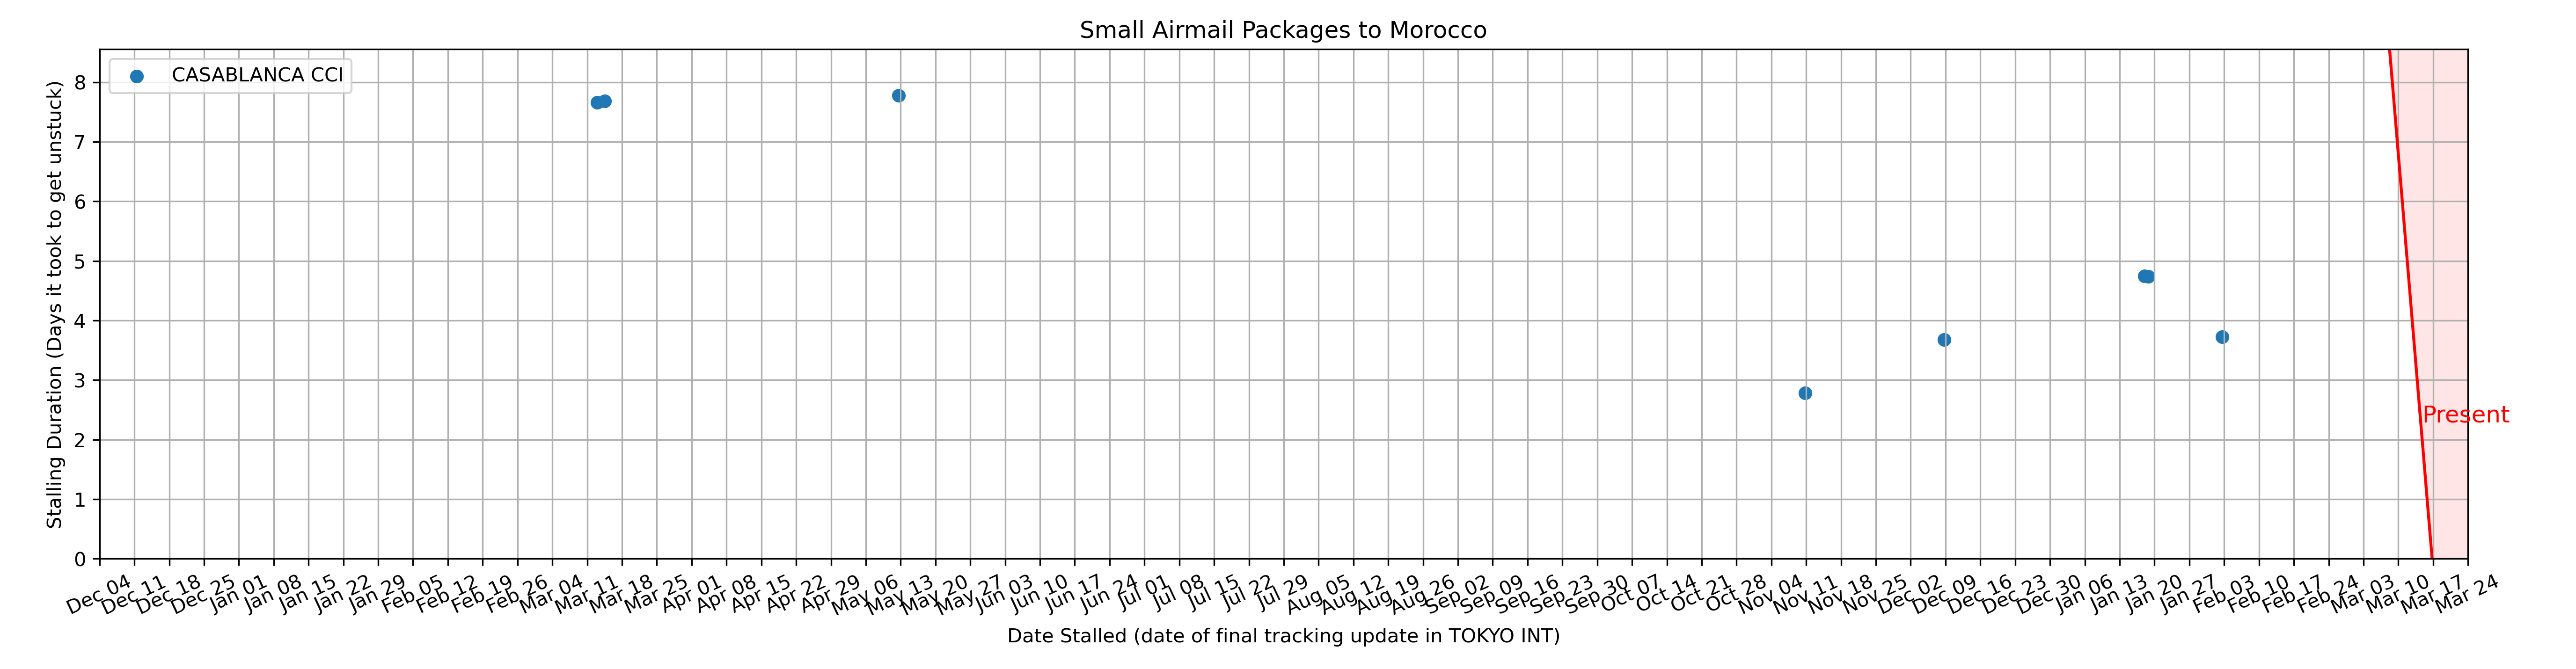 Small Airmail Packages to Morocco
CASABLANCA CCI
Stalling Duration (Days it took to get unstuck)
8
7
6
5
4
3
2
1
0
Present
Dec 04
Dec 11
Dec 18
Dec 25
Jan 01
Jan 08
Jan 15
Jan 22
Jan 29
Feb 05
Feb 12
Feb 19
Feb 26
Mar 04
Mar 11
Mar 18
Mar 25
Apr 01
Apr 08
Apr 15
Apr 22
Apr 29
May 06
May 13
May 20
May 27
Jun 03
Jun 10
Jun 17
Jun 24
Jul 01
Jul 08
Jul 15
Jul 22
Jul 29
Aug 05
Aug 12
Aug 19
Aug 26
Sep 02
Sep 09
Sep 16
Sep 23
Sep 30
Oct 07
Oct 14
Oct 21
Oct 28
Nov 04
Nov 11
Nov 18
Nov 25
Dec 02
Dec 09
Dec 16
Dec 23
Dec 30
Jan 06
Jan 13
Jan 20
Jan 27
Feb 03
Feb 10
Feb 17
Feb 24
Mar 03
Mar 10
Mar 17
Mar 24
Date Stalled (date of final tracking update in TOKYO INT)